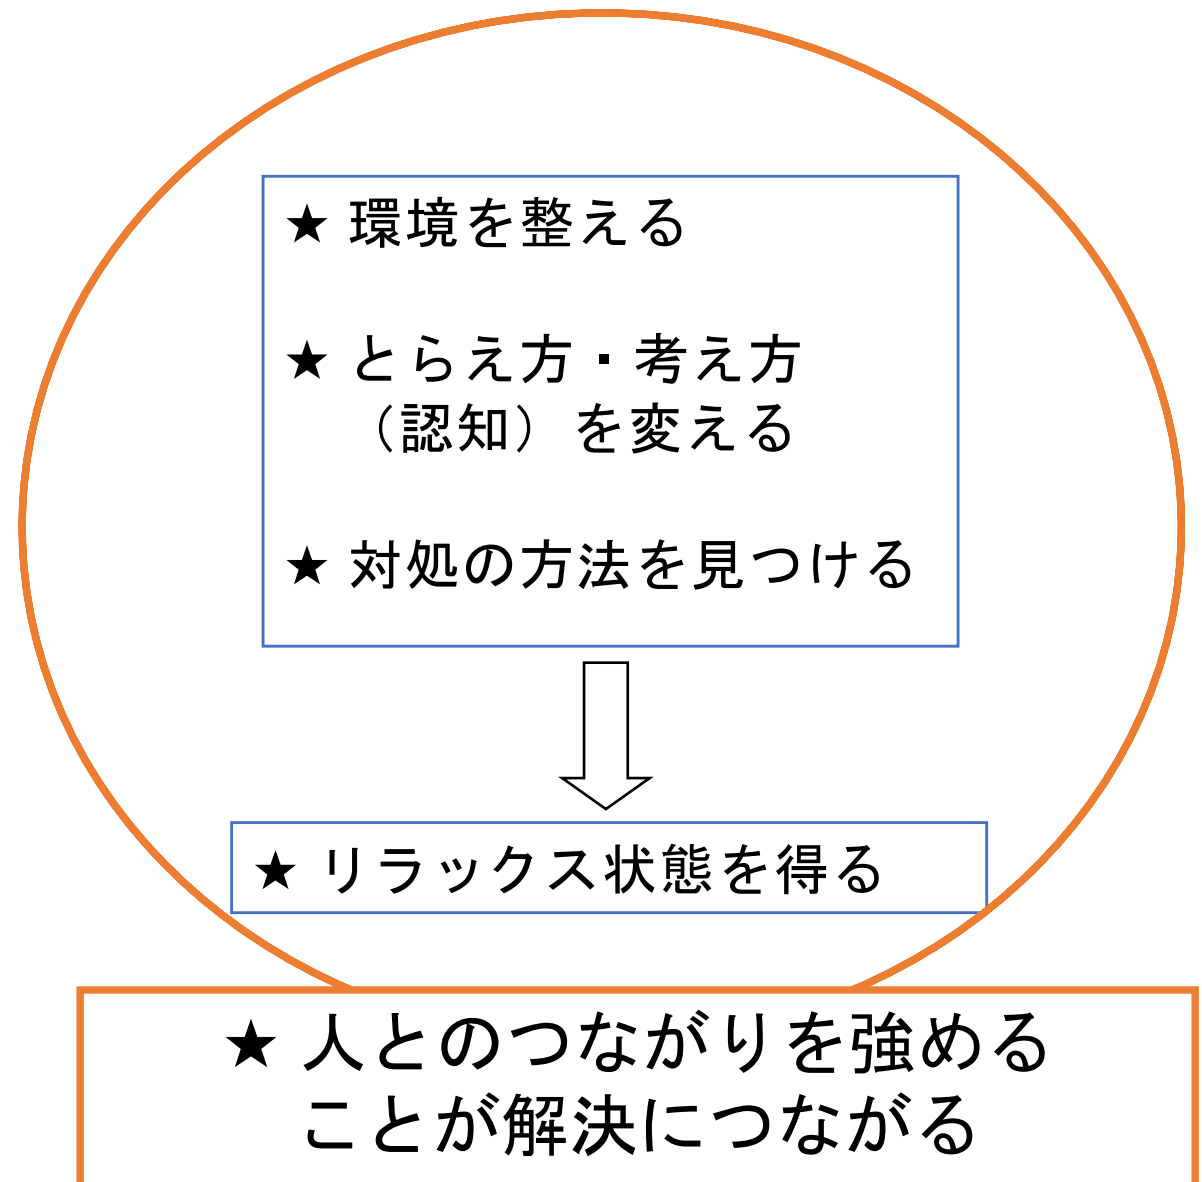 ★ 環境を整える
★ とらえ方・考え方
（認知）を変える
★ 対処の方法を見つける
★ リラックス状態を得る
★ 人とのつながりを強める
ことが解決につながる